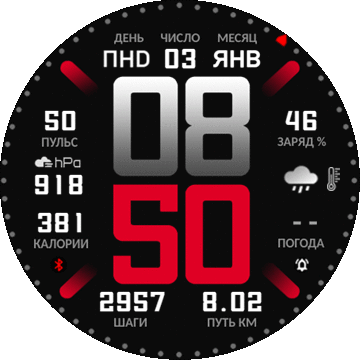 ДЕНЬ ЧИСЛО МЕСЯЦ
ПНД 03 ЯНВ
08
50 46
ПУЛЬС ЗАРЯД %
hPa
918
50
381 --
КАЛОРИИ ПОГОДА
2957 8.02
ШАГИ ПУТЬ КМ